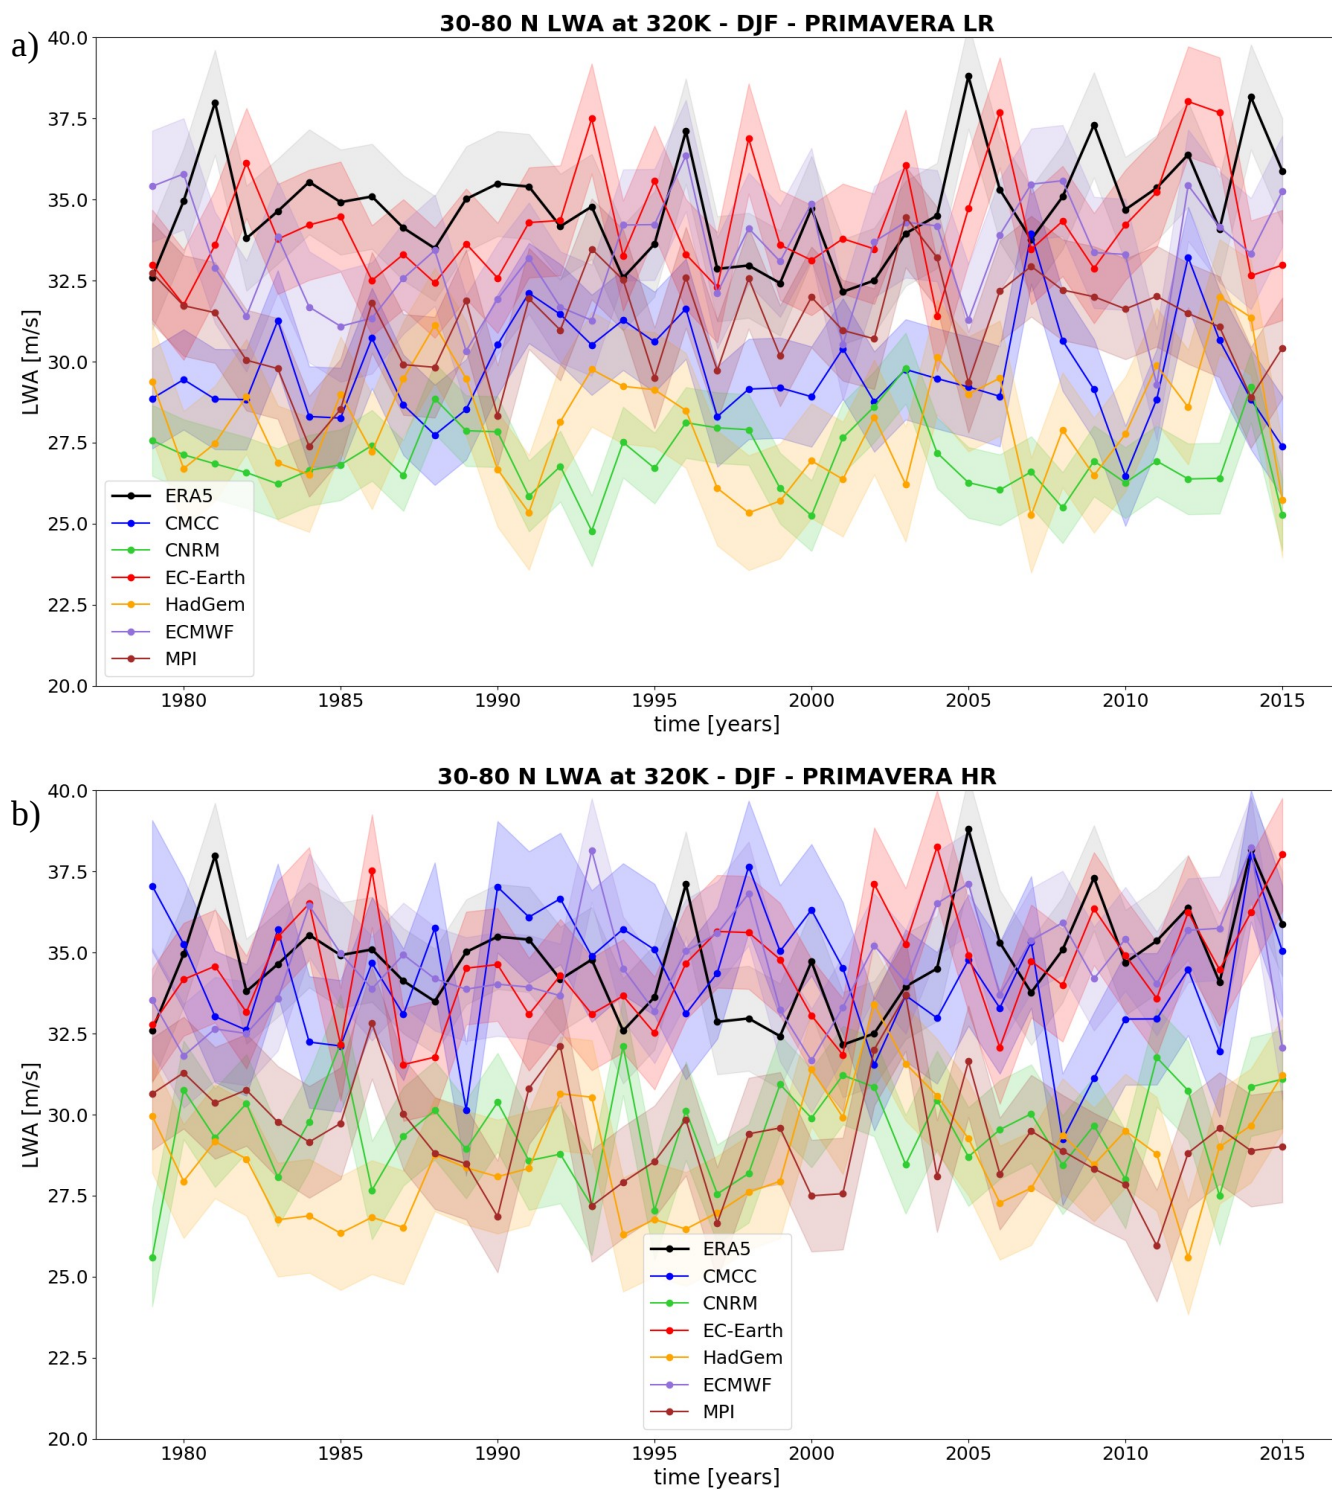 a)
30-80 N LWA at 320K - DJF - PRIMAVERA LR
40.0
37.5
35.0
32.5
30.0
27.5
25.0
22.5
20.0
LWA [m/s]
ERA5
CMCC
CNRM
EC-Earth
HadGem
ECMWF
MPI
1980 1985 1990 1995 2000 2005 2010 2015
time [years]
b)
30-80 N LWA at 320K - DJF - PRIMAVERA HR
40.0
37.5
35.0
32.5
30.0
27.5
25.0
22.5
20.0
LWA [m/s]
ERA5
CMCC
CNRM
EC-Earth
HadGem
ECMWF
MPI
1980 1985 1990 1995 2000 2005 2010 2015
time [years]